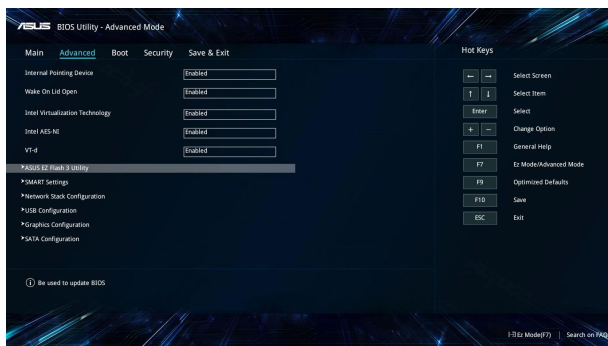 ASUS BIOS Utility - Advanced Mode
Main Advanced Boot Security Save & Exit
Hot Keys
Internal Pointing Device Enabled
Wake On Lid Open Enabled
Intel Virtualization Technology Enabled
Intel AES-NI Enabled
VT-d Enabled
ASUS EZ Flash 3 Utility
SMART Settings
Network Stack Configuration
USB Configuration
Graphics Configuration
SATA Configuration
← → Select Screen
↑ ↓ Select Item
Enter Select
+ − Change Option
F1 General Help
F7 Ez Mode/Advanced Mode
F9 Optimized Defaults
F10 Save
ESC Exit
Be used to update BIOS
Ez Mode(F7) | Search on FAQ